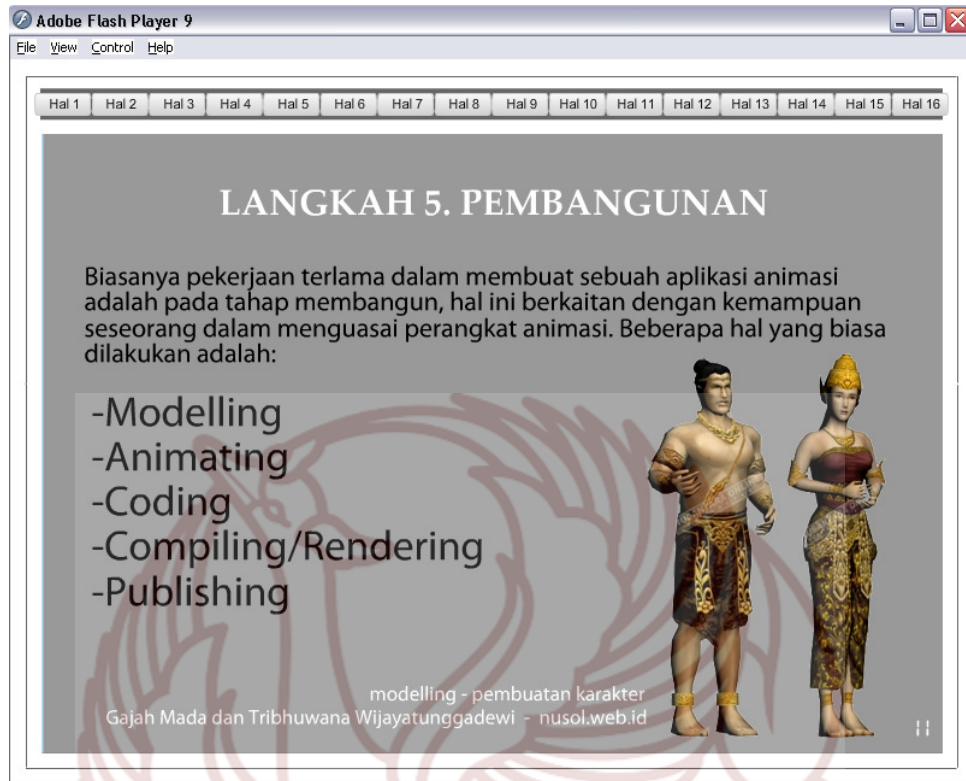 Adobe Flash Player 9
File View Control Help
Hal 1 Hal 2 Hal 3 Hal 4 Hal 5 Hal 6 Hal 7 Hal 8 Hal 9 Hal 10 Hal 11 Hal 12 Hal 13 Hal 14 Hal 15 Hal 16
LANGKAH 5. PEMBANGUNAN
Biasanya pekerjaan terlama dalam membuat sebuah aplikasi animasi
adalah pada tahap membangun, hal ini berkaitan dengan kemampuan
seseorang dalam menguasai perangkat animasi. Beberapa hal yang biasa
dilakukan adalah:
-Modelling
-Animating
-Coding
-Compiling/Rendering
-Publishing
modelling - pembuatan karakter
Gajah Mada dan Tribhuwana Wijayatunggadewi - nusol.web.id
11